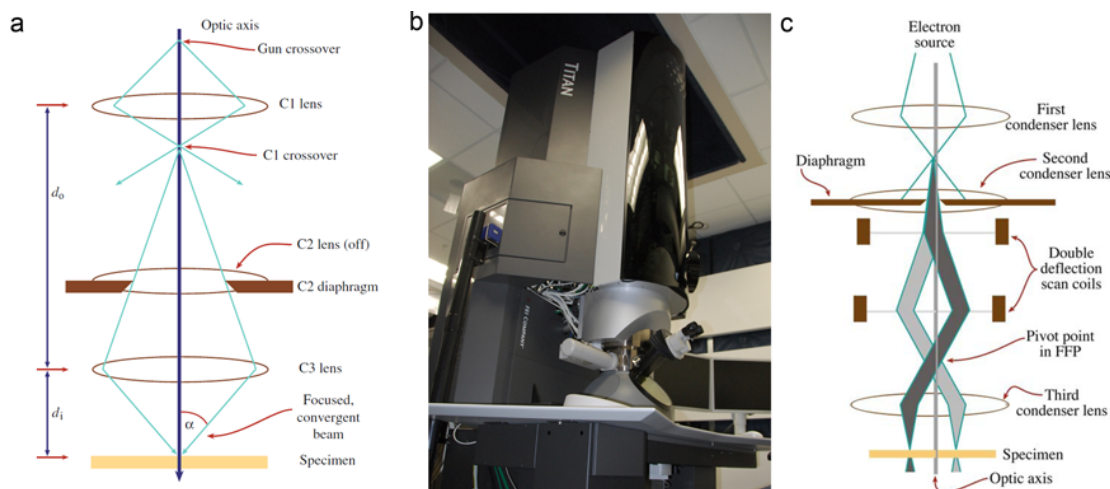 a
Optic axis
Gun crossover
C1 lens
C1 crossover
dₒ
C2 lens (off)
C2 diaphragm
C3 lens
dᵢ
α
Focused,
convergent
beam
Specimen
b
TITAN
FEI COMPANY
c
Electron
source
First
condenser lens
Diaphragm
Second
condenser lens
Double
deflection
scan coils
Pivot point
in FFP
Third
condenser lens
Specimen
Optic axis